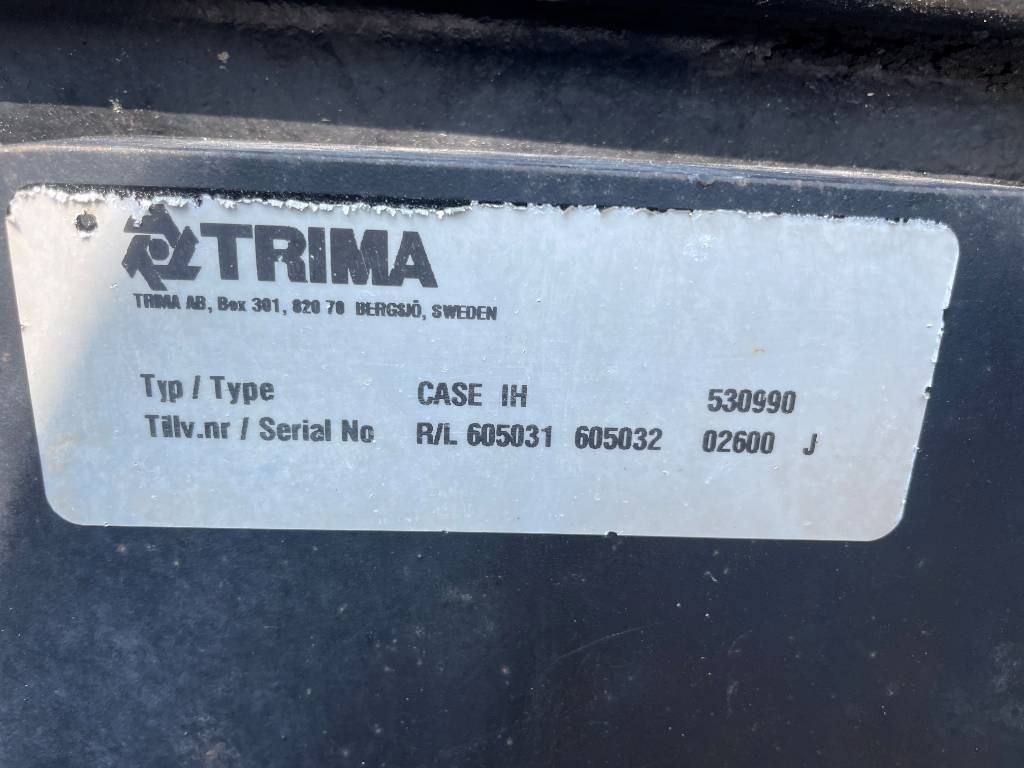 TRIMA
TRIMA AB, Box 301, 820 70 BERGSJÖ, SWEDEN
Typ / Type CASE IH 530990
Tillv.nr / Serial No R/L 605031 605032 02600 J